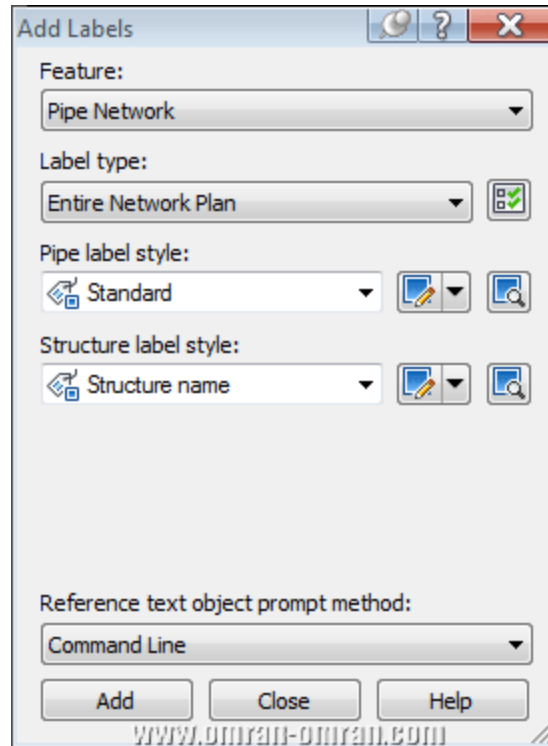 Add Labels
Feature:
Pipe Network
Label type:
Entire Network Plan
Pipe label style:
Standard
Structure label style:
Structure name
Reference text object prompt method:
Command Line
Add Close Help
www.omran-omran.com